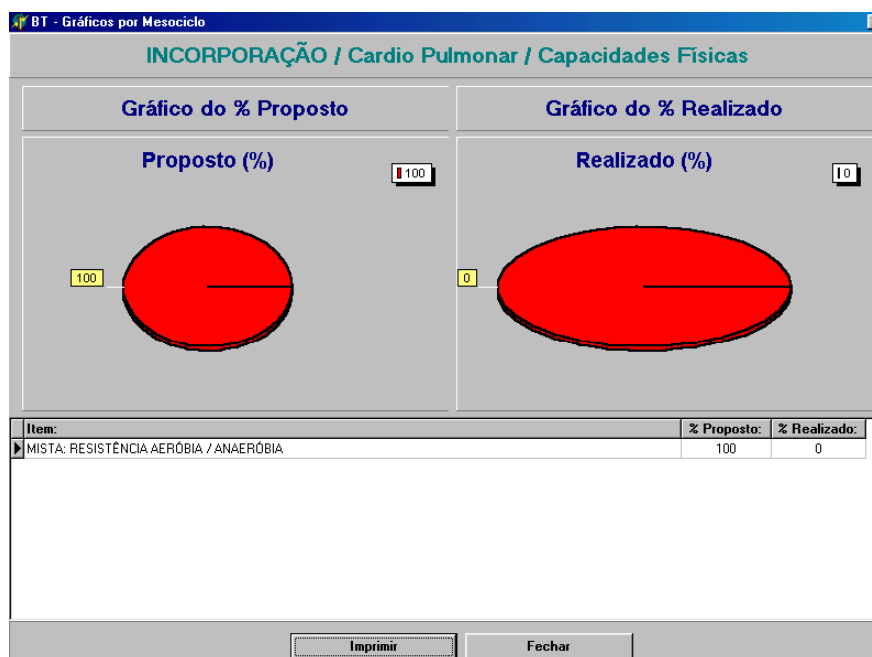 BT - Gráficos por Mesociclo
INCORPORAÇÃO / Cardio Pulmonar / Capacidades Físicas
Gráfico do % Proposto
Gráfico do % Realizado
Proposto (%)
100
100
Realizado (%)
0
0
Item: % Proposto: % Realizado:
MISTA: RESISTÊNCIA AERÓBIA / ANAERÓBIA 100 0
Imprimir Fechar